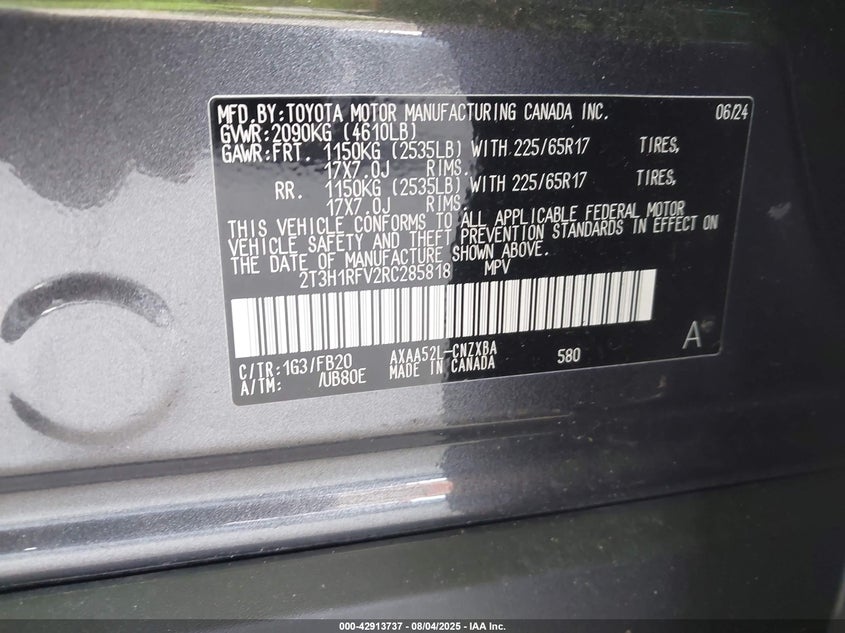 MFD.BY:TOYOTA MOTOR MANUFACTURING CANADA INC. 06/24
GVWR:2090KG (4610LB)
GAWR:FRT. 1150KG (2535LB) WITH 225/65R17 TIRES,
17X7.0J RIMS.
RR. 1150KG (2535LB) WITH 225/65R17 TIRES,
17X7.0J RIMS.
THIS VEHICLE CONFORMS TO ALL APPLICABLE FEDERAL MOTOR
VEHICLE SAFETY AND THEFT PREVENTION STANDARDS IN EFFECT ON
THE DATE OF MANUFACTURE SHOWN ABOVE.
2T3H1RFV2RC285818 MPV
C/TR:1G3/FB20 AXAA52L-CNZXBA 580 A
A/TM: /UB80E MADE IN CANADA
000-42913737 - 08/04/2025 - IAA Inc.